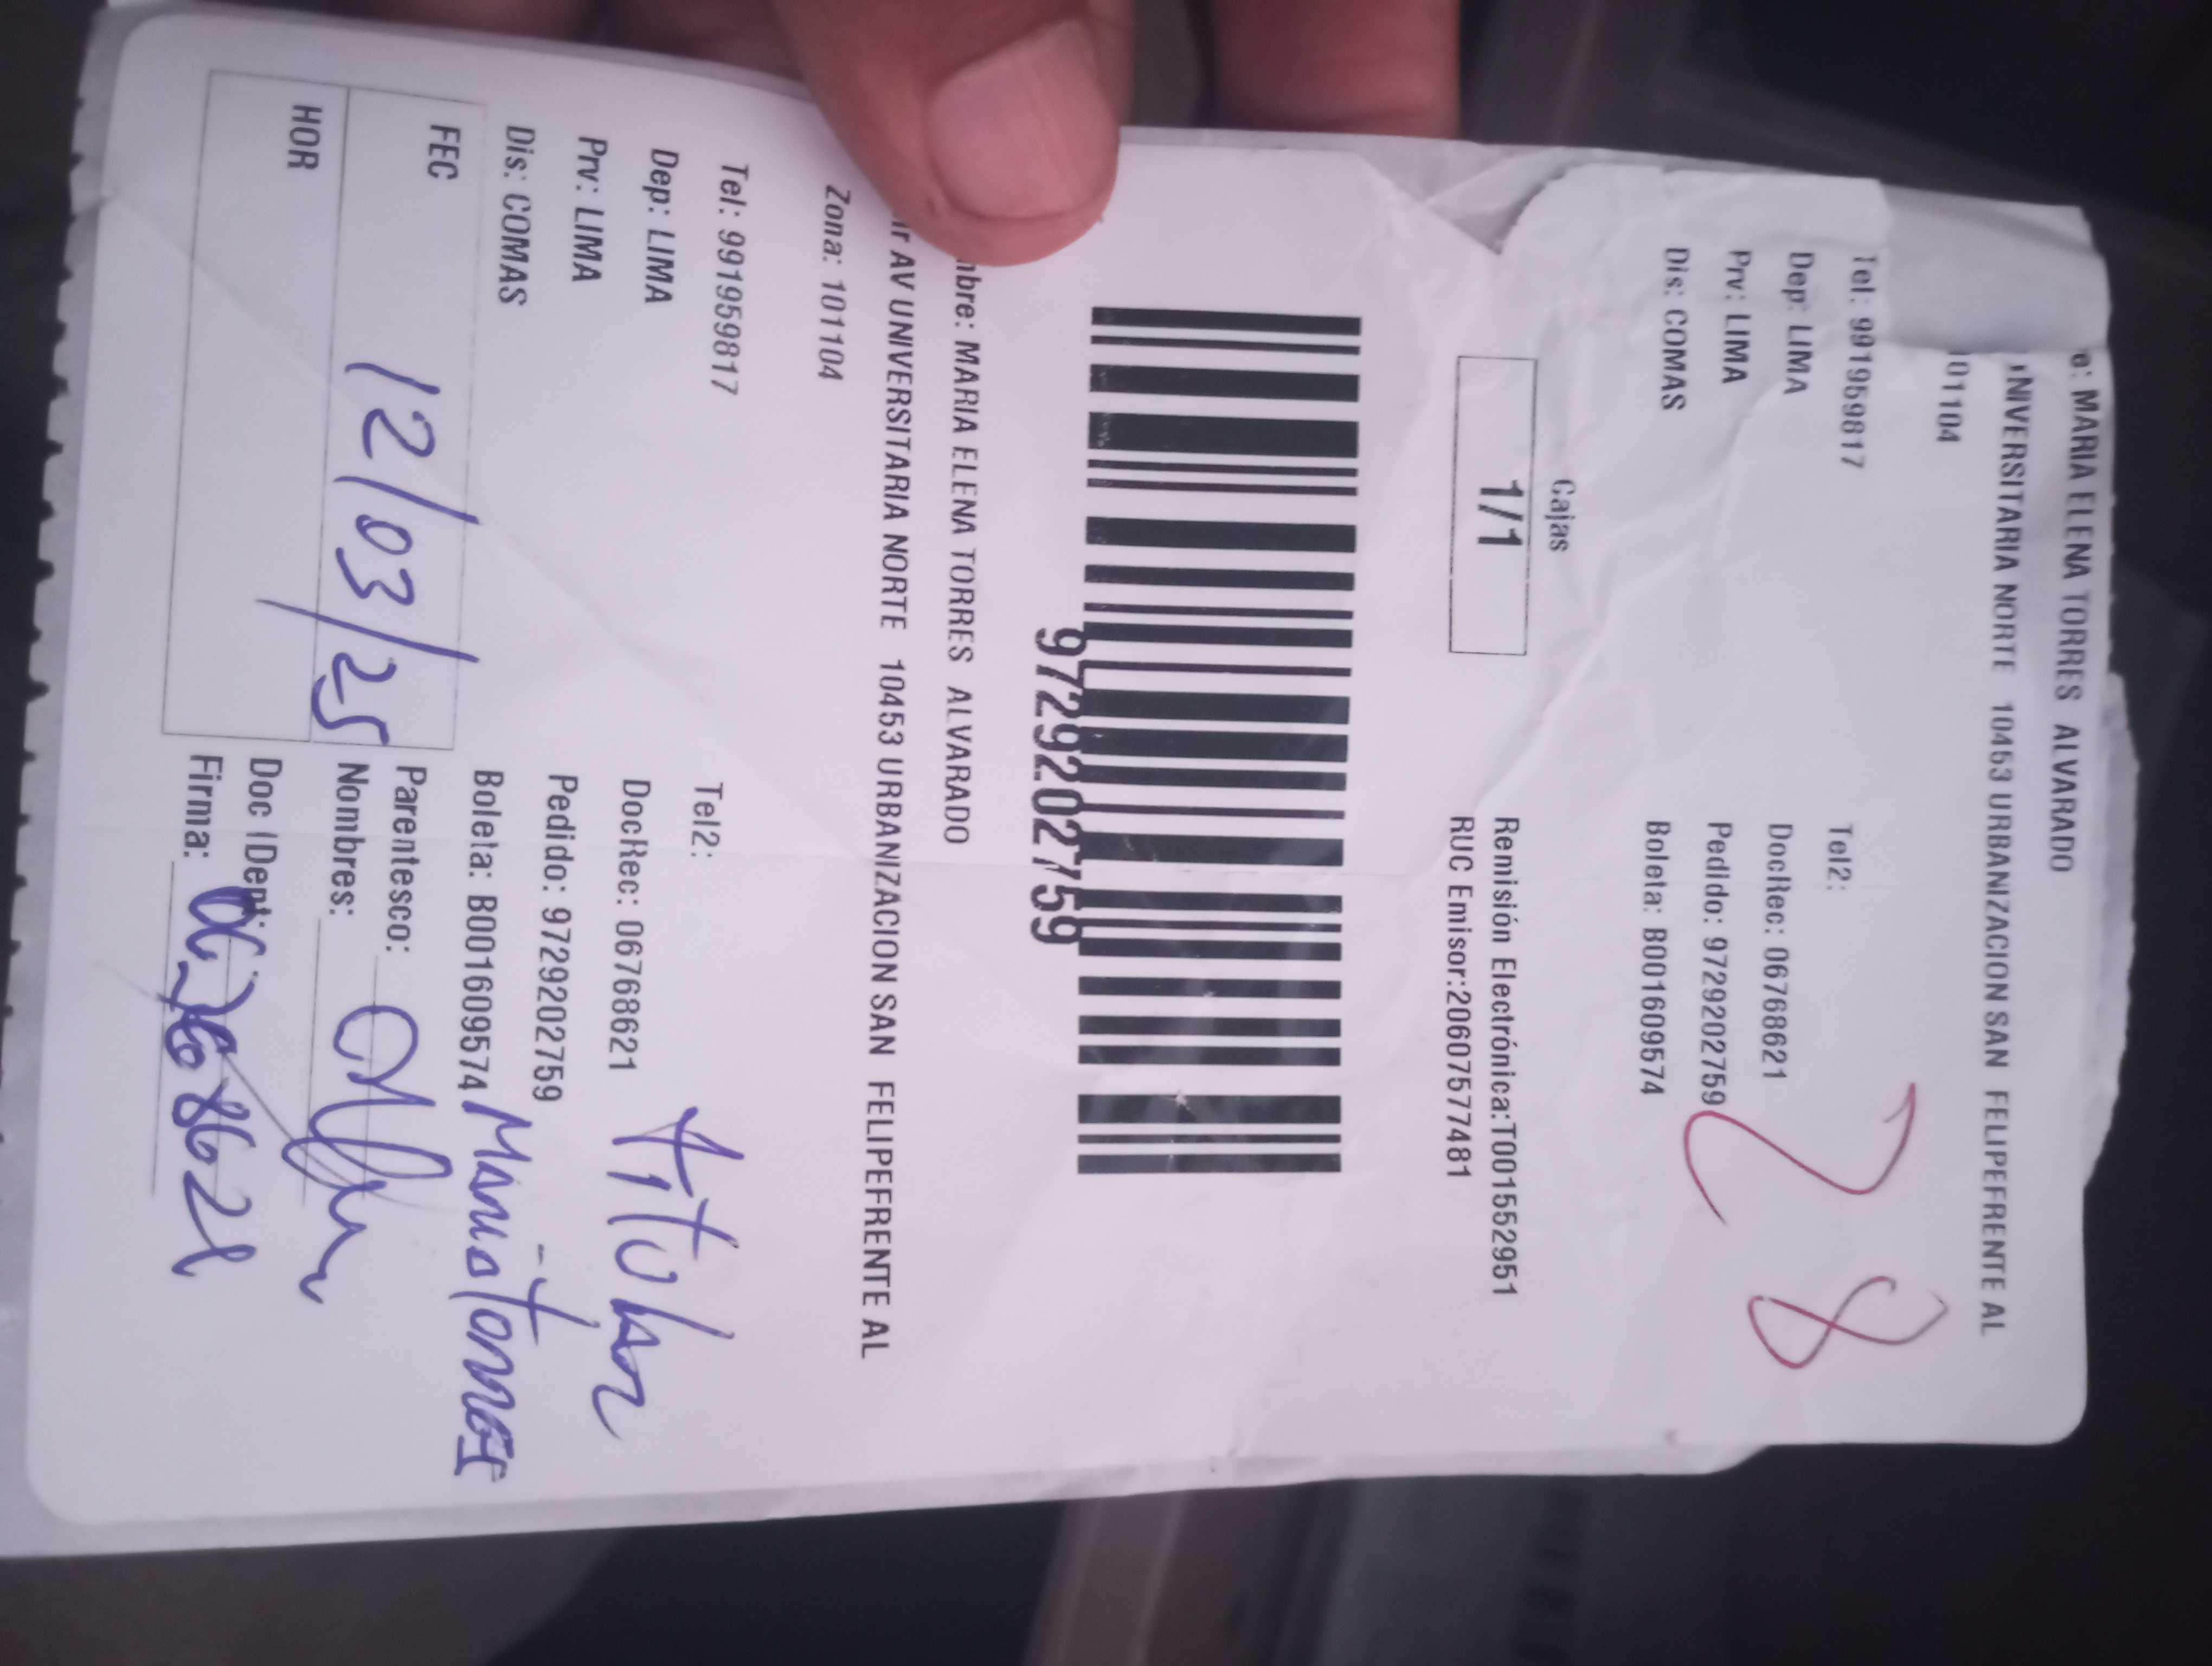 o: MARIA ELENA TORRES ALVARADO
NIVERSITARIA NORTE 10453 URBANIZACION SAN FELIPEFRENTE AL
01104
Tel: 991959817 Tel2:
Dep: LIMA DocRec: 06768621
Prv: LIMA Pedido: 9729202759
Dis: COMAS Boleta: B001609574
28
Cajas
1/1
Remisión Electrónica:T001552951
RUC Emisor:20607577481
9729202759
mbre: MARIA ELENA TORRES ALVARADO
ir AV UNIVERSITARIA NORTE 10453 URBANIZACION SAN FELIPEFRENTE AL
Zona: 101104
Tel: 991959817 Tel2:
Dep: LIMA DocRec: 06768621
Prv: LIMA Pedido: 9729202759
Dis: COMAS Boleta: B001609574
FEC 12/03/25
HOR
Parentesco:
Nombres:
Doc IDent:
Firma: 06768621